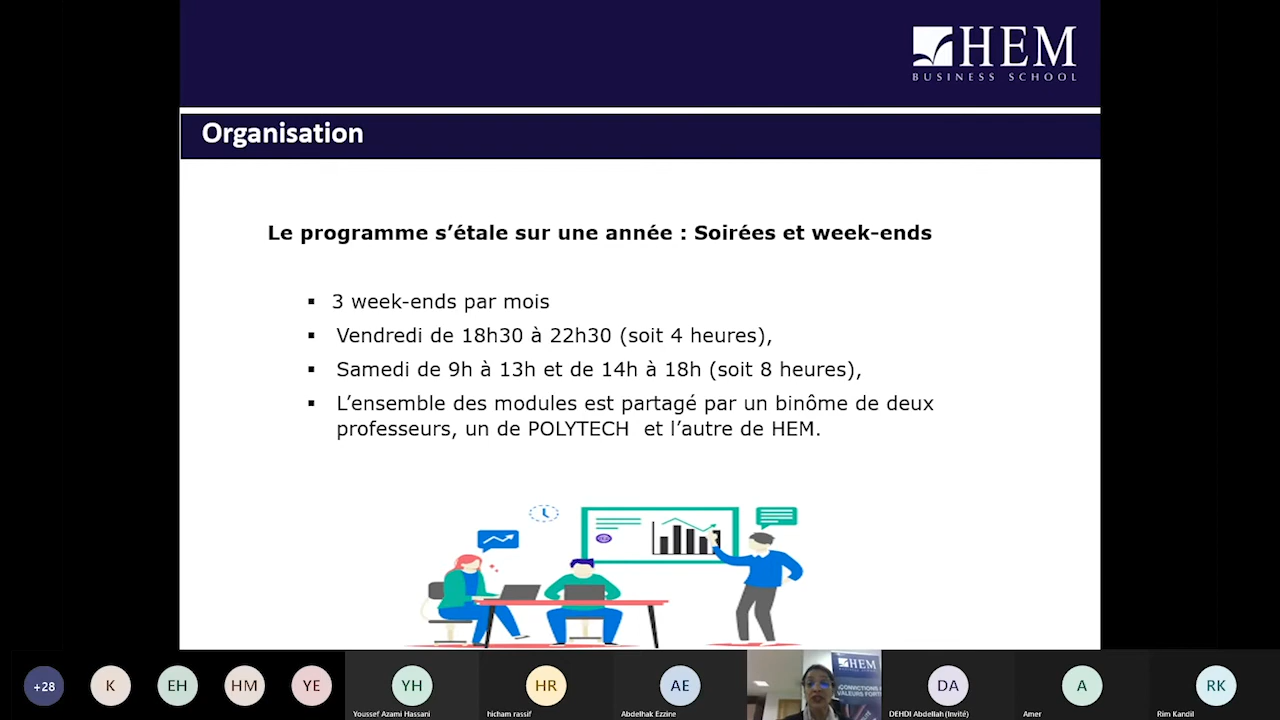 HEM
BUSINESS SCHOOL
Organisation
Le programme s’étale sur une année : Soirées et week-ends
▪ 3 week-ends par mois
▪ Vendredi de 18h30 à 22h30 (soit 4 heures),
▪ Samedi de 9h à 13h et de 14h à 18h (soit 8 heures),
▪ L’ensemble des modules est partagé par un binôme de deux
professeurs, un de POLYTECH et l’autre de HEM.
+28
K
EH
HM
YE
YH
HR
AE
HEM
CONVICTIONS
VALEURS FORT
DA
A
RK
Youssef Azami Hassani
hicham rassif
Abdelhak Ezzine
DEHDI Abdellah (Invité)
Amer
Rim Kandil